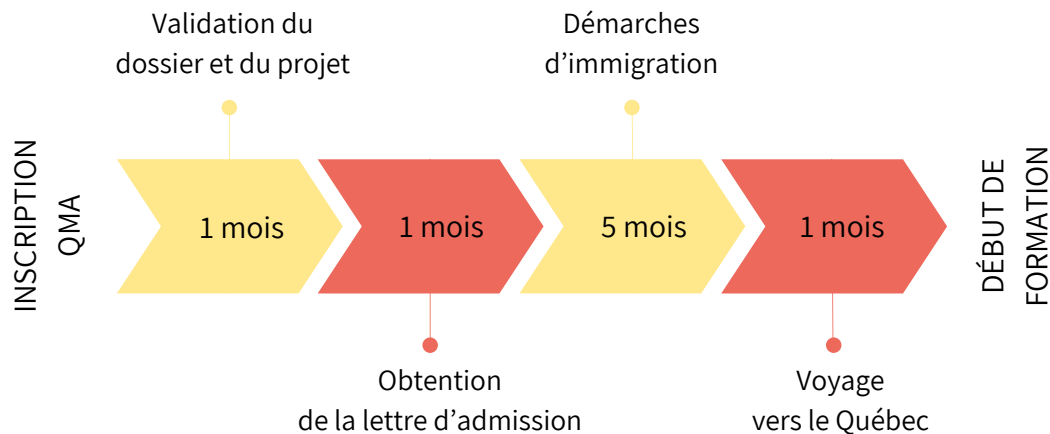 Validation du
dossier et du projet
Démarches
d’immigration
INSCRIPTION
QMA
1 mois
1 mois
5 mois
1 mois
DÉBUT DE
FORMATION
Obtention
de la lettre d’admission
Voyage
vers le Québec